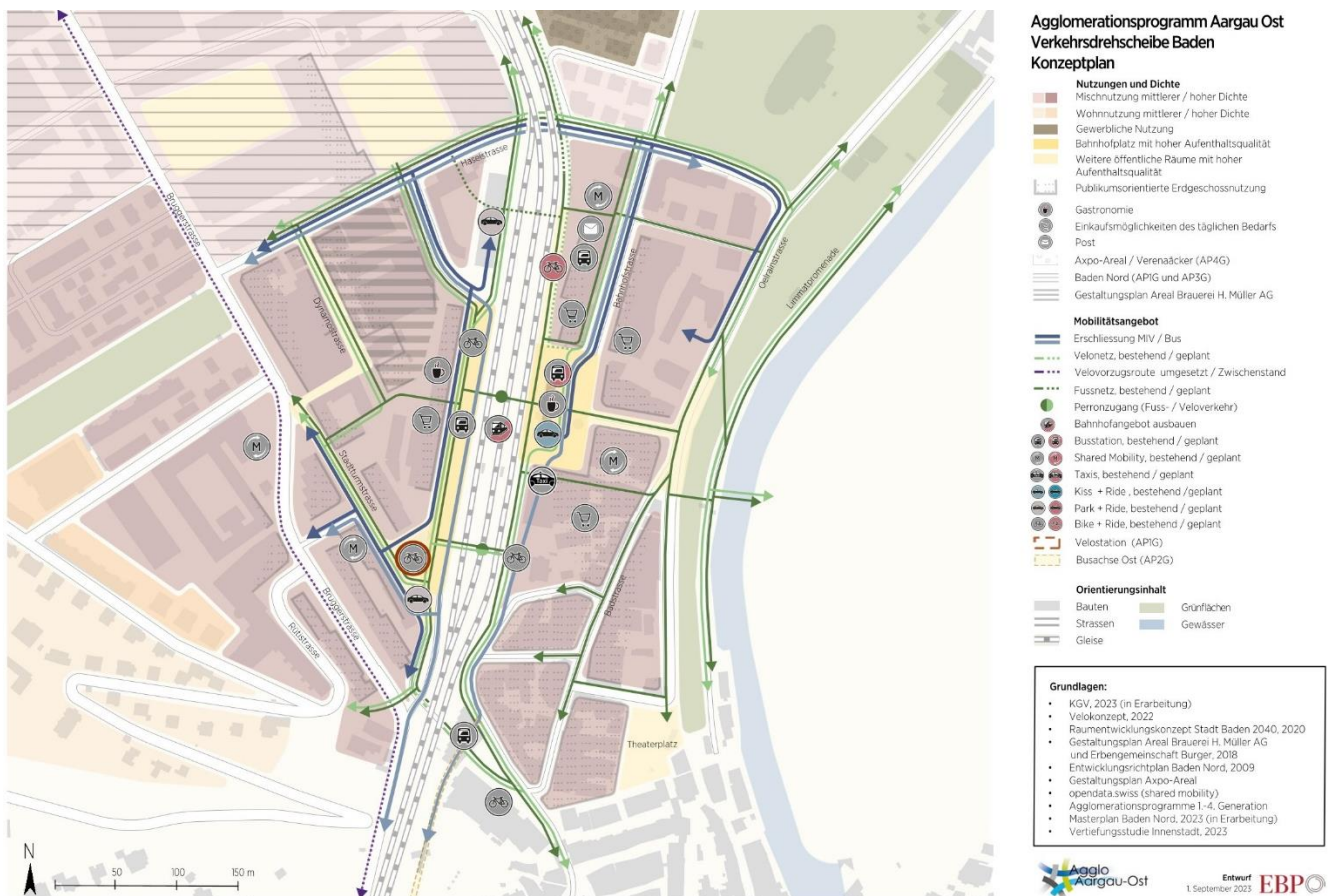 Agglomerationsprogramm Aargau Ost
Verkehrsdrehscheibe Baden
Konzeptplan
Nutzungen und Dichte
Mischnutzung mittlerer / hoher Dichte
Wohnnutzung mittlerer / hoher Dichte
Gewerbliche Nutzung
Bahnhofplatz mit hoher Aufenthaltsqualität
Weitere öffentliche Räume mit hoher
Aufenthaltsqualität
Publikumsorientierte Erdgeschossnutzung
Gastronomie
Einkaufsmöglichkeiten des täglichen Bedarfs
Post
Axpo-Areal / Verenaäcker (AP4G)
Baden Nord (AP1G und AP3G)
Gestaltungsplan Areal Brauerei H. Müller AG
Mobilitätsangebot
Erschliessung MIV / Bus
Velonetz, bestehend / geplant
Velovorzugsroute umgesetzt / Zwischenstand
Fussnetz, bestehend / geplant
Perronzugang (Fuss- / Veloverkehr)
Bahnhofangebot ausbauen
Busstation, bestehend / geplant
Shared Mobility, bestehend / geplant
Taxis, bestehend / geplant
Kiss + Ride , bestehend /geplant
Park + Ride, bestehend / geplant
Bike + Ride, bestehend / geplant
Velostation (AP1G)
Busachse Ost (AP2G)
Orientierungsinhalt
Bauten
Grünflächen
Strassen
Gewässer
Gleise
Grundlagen:
• KGV, 2023 (in Erarbeitung)
• Velokonzept, 2022
• Raumentwicklungskonzept Stadt Baden 2040, 2020
• Gestaltungsplan Areal Brauerei H. Müller AG
und Erbengemeinschaft Burger, 2018
• Entwicklungsrichtplan Baden Nord, 2009
• Gestaltungsplan Axpo-Areal
• opendata.swiss (shared mobility)
• Agglomerationsprogramme 1.-4. Generation
• Masterplan Baden Nord, 2023 (in Erarbeitung)
• Vertiefungsstudie Innenstadt, 2023
Agglo
Aargau-Ost
Entwurf
1. September 2023
EBP
Haselstrasse
Bruggerstrasse
Dynamostrasse
Bahnhofstrasse
Oelrainstrasse
Limmatpromenade
Stadtturmstrasse
Bruggerstrasse
Rütistrasse
Badstrasse
Theaterplatz
M
M
M
M
Taxi
N
50 100 150 m